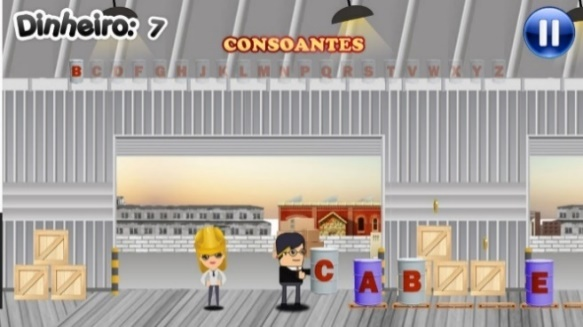 Dinheiro: 7
CONSOANTES
B C D F G H J K L M N P Q R S T V W X Y Z
C A B E